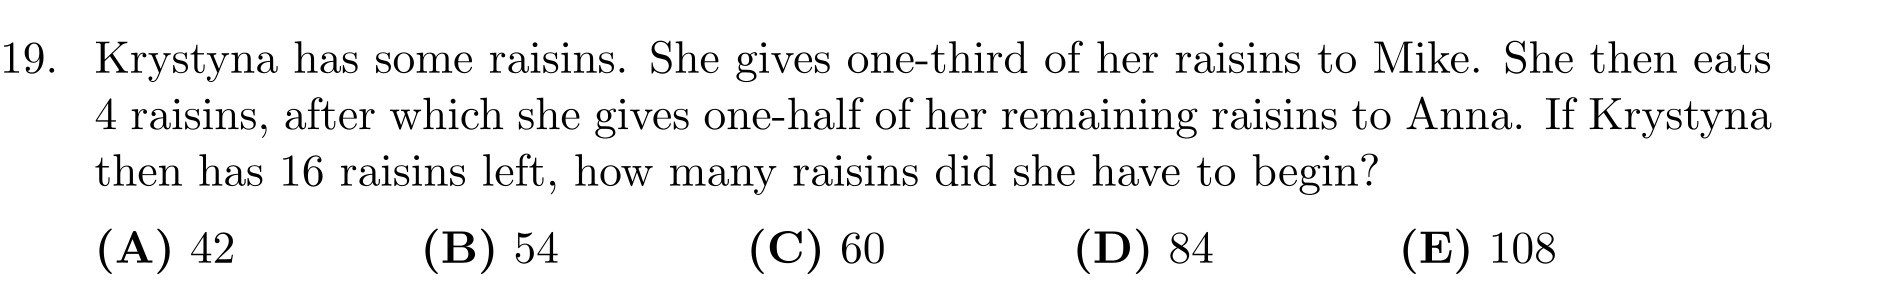 19. Krystyna has some raisins. She gives one-third of her raisins to Mike. She then eats
4 raisins, after which she gives one-half of her remaining raisins to Anna. If Krystyna
then has 16 raisins left, how many raisins did she have to begin?
(A) 42 (B) 54 (C) 60 (D) 84 (E) 108